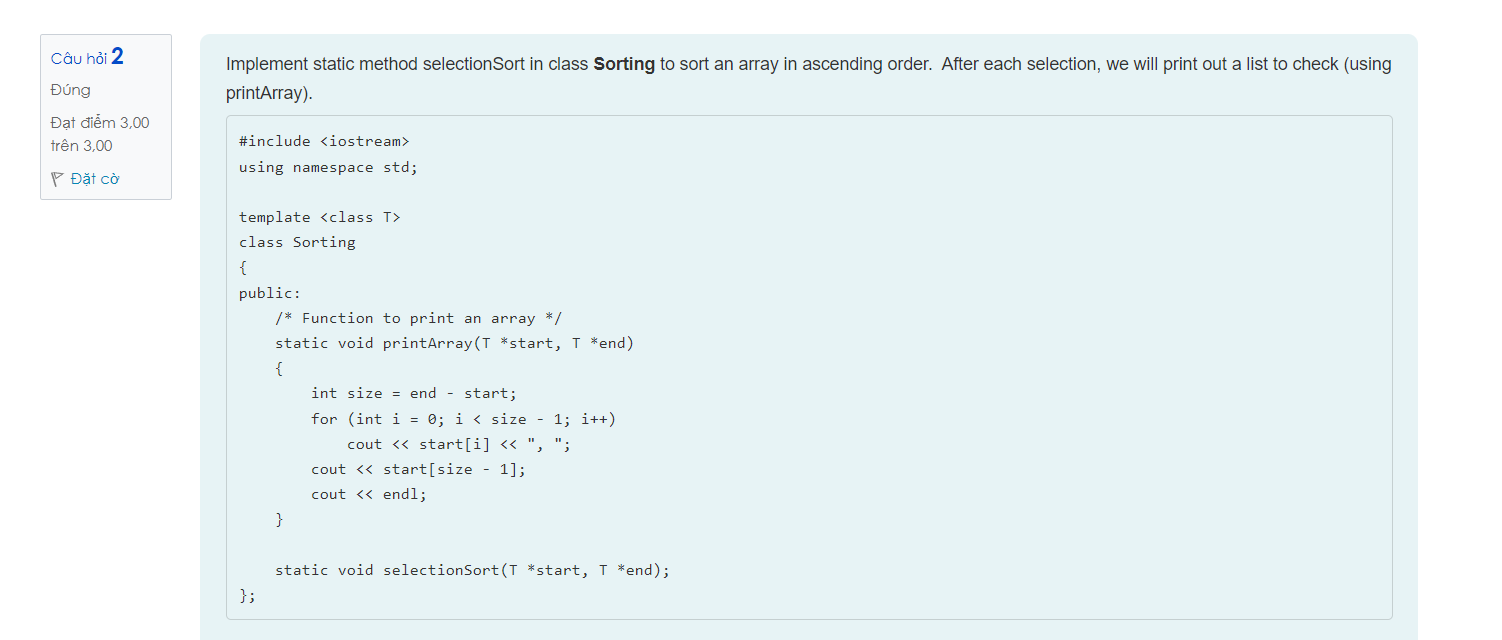 Câu hỏi 2
Đúng
Đạt điểm 3,00
trên 3,00
Đặt cờ
Implement static method selectionSort in class Sorting to sort an array in ascending order.  After each selection, we will print out a list to check (using
printArray).
#include <iostream>
using namespace std;
template <class T>
class Sorting
{
public:
    /* Function to print an array */
    static void printArray(T *start, T *end)
    {
        int size = end - start;
        for (int i = 0; i < size - 1; i++)
            cout << start[i] << ", ";
        cout << start[size - 1];
        cout << endl;
    }
    static void selectionSort(T *start, T *end);
};